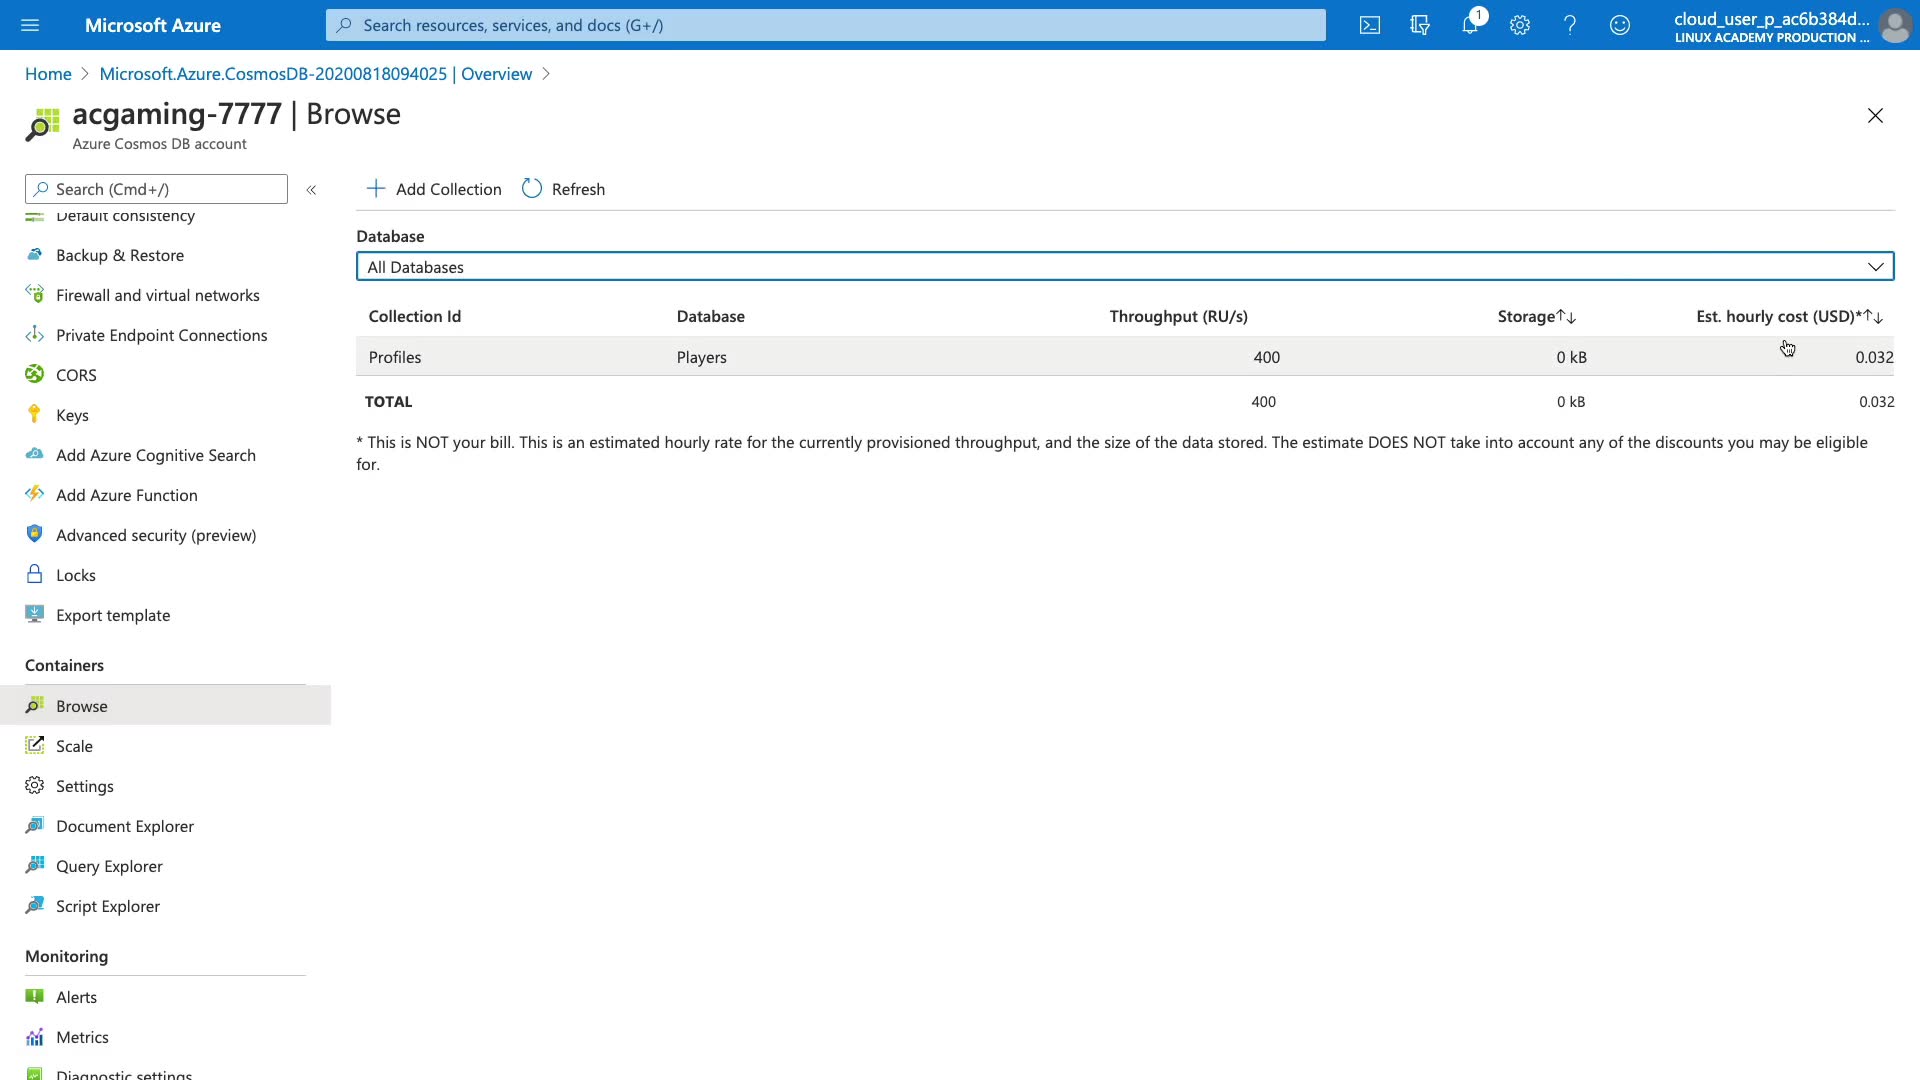 Microsoft Azure
Search resources, services, and docs (G+/)
1
cloud_user_p_ac6b384d...
LINUX ACADEMY PRODUCTION ...
Home > Microsoft.Azure.CosmosDB-20200818094025 | Overview >
acgaming-7777 | Browse
Azure Cosmos DB account
Search (Cmd+/)
«
Default consistency
Backup & Restore
Firewall and virtual networks
Private Endpoint Connections
CORS
Keys
Add Azure Cognitive Search
Add Azure Function
Advanced security (preview)
Locks
Export template
Containers
Browse
Scale
Settings
Document Explorer
Query Explorer
Script Explorer
Monitoring
Alerts
Metrics
Diagnostic settings
Add Collection Refresh
Database
All Databases
Collection Id Database Throughput (RU/s) Storage↑↓ Est. hourly cost (USD)*↑↓
Profiles Players 400 0 kB 0.032
TOTAL 400 0 kB 0.032
* This is NOT your bill. This is an estimated hourly rate for the currently provisioned throughput, and the size of the data stored. The estimate DOES NOT take into account any of the discounts you may be eligible
for.